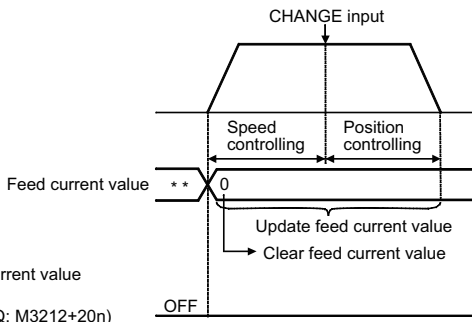 CHANGE input
Speed controlling
Position controlling
Feed current value
* *
0
Update feed current value
Clear feed current value
rrent value
Q: M3212+20n)
OFF